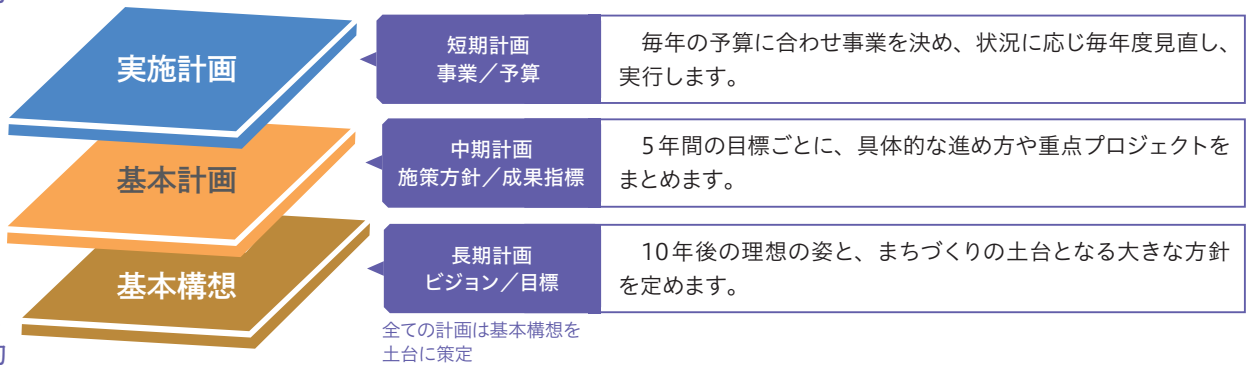 実施計画
短期計画
事業／予算
毎年の予算に合わせ事業を決め、状況に応じ毎年度見直し、
実行します。
基本計画
中期計画
施策方針／成果指標
5年間の目標ごとに、具体的な進め方や重点プロジェクトを
まとめます。
基本構想
長期計画
ビジョン／目標
10年後の理想の姿と、まちづくりの土台となる大きな方針
を定めます。
全ての計画は基本構想を
土台に策定